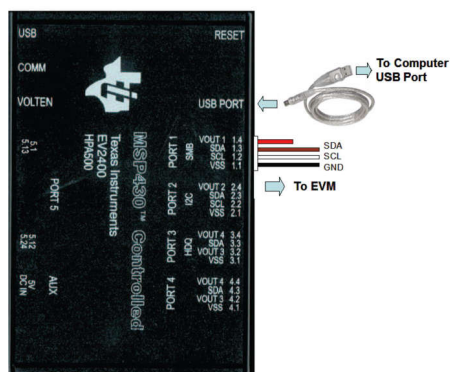 USB
RESET
COMM
VOLTEN
USB PORT
To Computer
USB Port
5.1
5.13
PORT 5
5.12
5.24
AUX
5V
DC IN
Texas Instruments
EV2400
HPA500
MSP430™ Controlled
PORT 1
SMB
VOUT 1 1.4
SDA 1.3
SCL 1.2
VSS 1.1
PORT 2
I2C
VOUT 2 2.4
SDA 2.3
SCL 2.2
VSS 2.1
PORT 3
HDQ
VOUT 4 3.4
SDA 3.3
VOUT 3 3.2
VSS 3.1
PORT 4
VOUT 4 4.4
SDA 4.3
VOUT 3 4.2
VSS 4.1
SDA
SCL
GND
To EVM